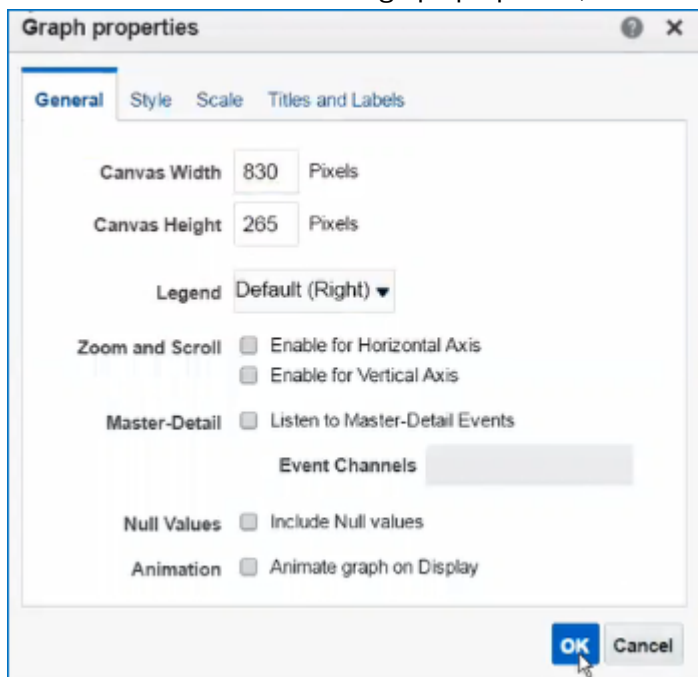 Graph properties
General Style Scale Titles and Labels
Canvas Width 830 Pixels
Canvas Height 265 Pixels
Legend Default (Right)
Zoom and Scroll Enable for Horizontal Axis
Enable for Vertical Axis
Master-Detail Listen to Master-Detail Events
Event Channels
Null Values Include Null values
Animation Animate graph on Display
OK Cancel